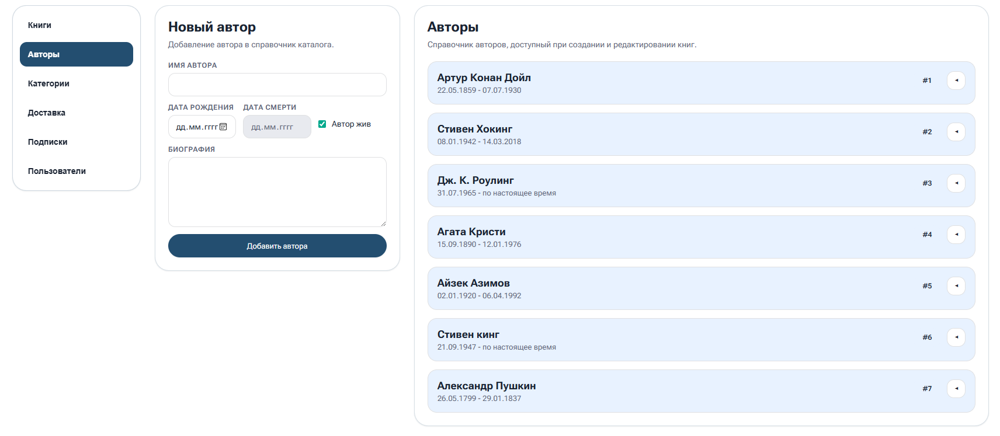 Книги
Авторы
Категории
Доставка
Подписки
Пользователи
Новый автор
Добавление автора в справочник каталога.
ИМЯ АВТОРА
ДАТА РОЖДЕНИЯ ДАТА СМЕРТИ
дд.мм.гггг дд.мм.гггг Автор жив
БИОГРАФИЯ
Добавить автора
Авторы
Справочник авторов, доступный при создании и редактировании книг.
Артур Конан Дойл #1
22.05.1859 - 07.07.1930
Стивен Хокинг #2
08.01.1942 - 14.03.2018
Дж. К. Роулинг #3
31.07.1965 - по настоящее время
Агата Кристи #4
15.09.1890 - 12.01.1976
Айзек Азимов #5
02.01.1920 - 06.04.1992
Стивен кинг #6
21.09.1947 - по настоящее время
Александр Пушкин #7
26.05.1799 - 29.01.1837